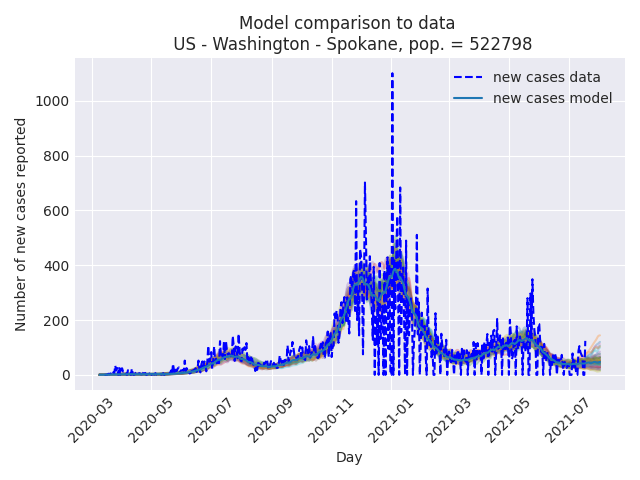 Model comparison to data
US - Washington - Spokane, pop. = 522798
new cases data
new cases model
Number of new cases reported
1000
800
600
400
200
0
2020-03
2020-05
2020-07
2020-09
2020-11
2021-01
2021-03
2021-05
2021-07
Day